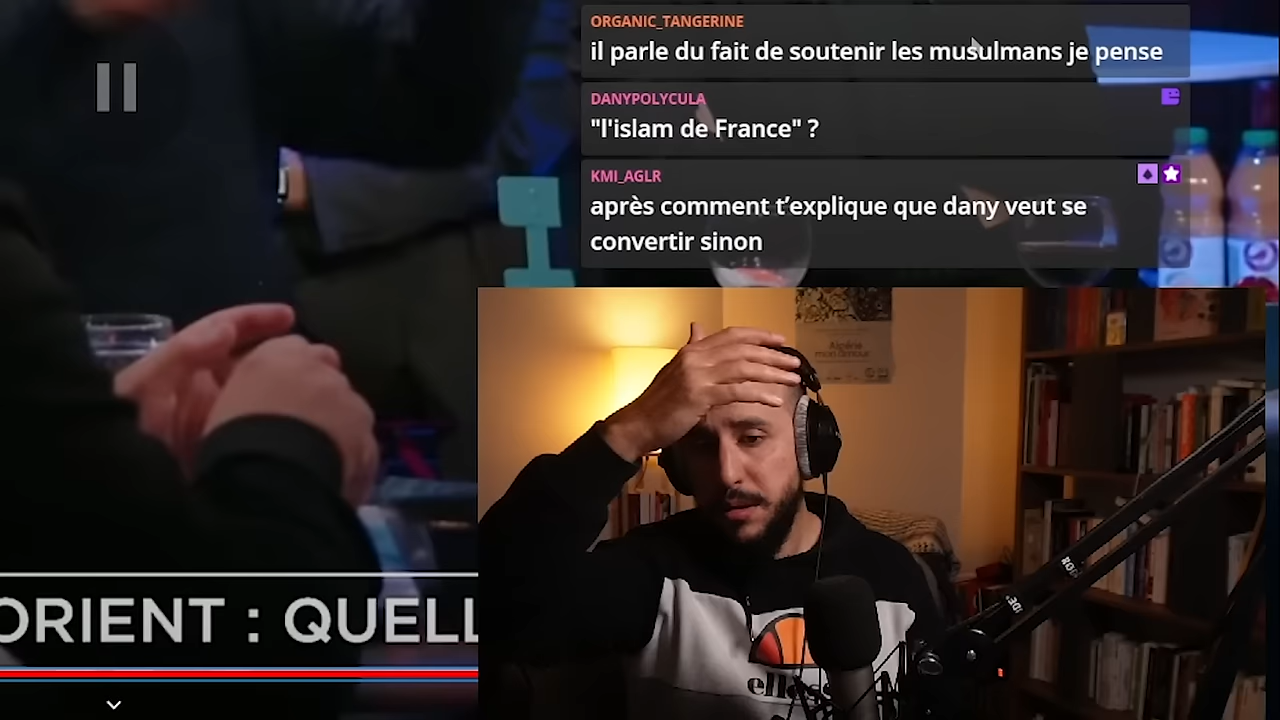 ORGANIC_TANGERINE
il parle du fait de soutenir les musulmans je pense
DANYPOLYCULA
"l'islam de France" ?
KMI_AGLR
après comment t’explique que dany veut se
convertir sinon
Algérie
mon amour
ORIENT : QUELL